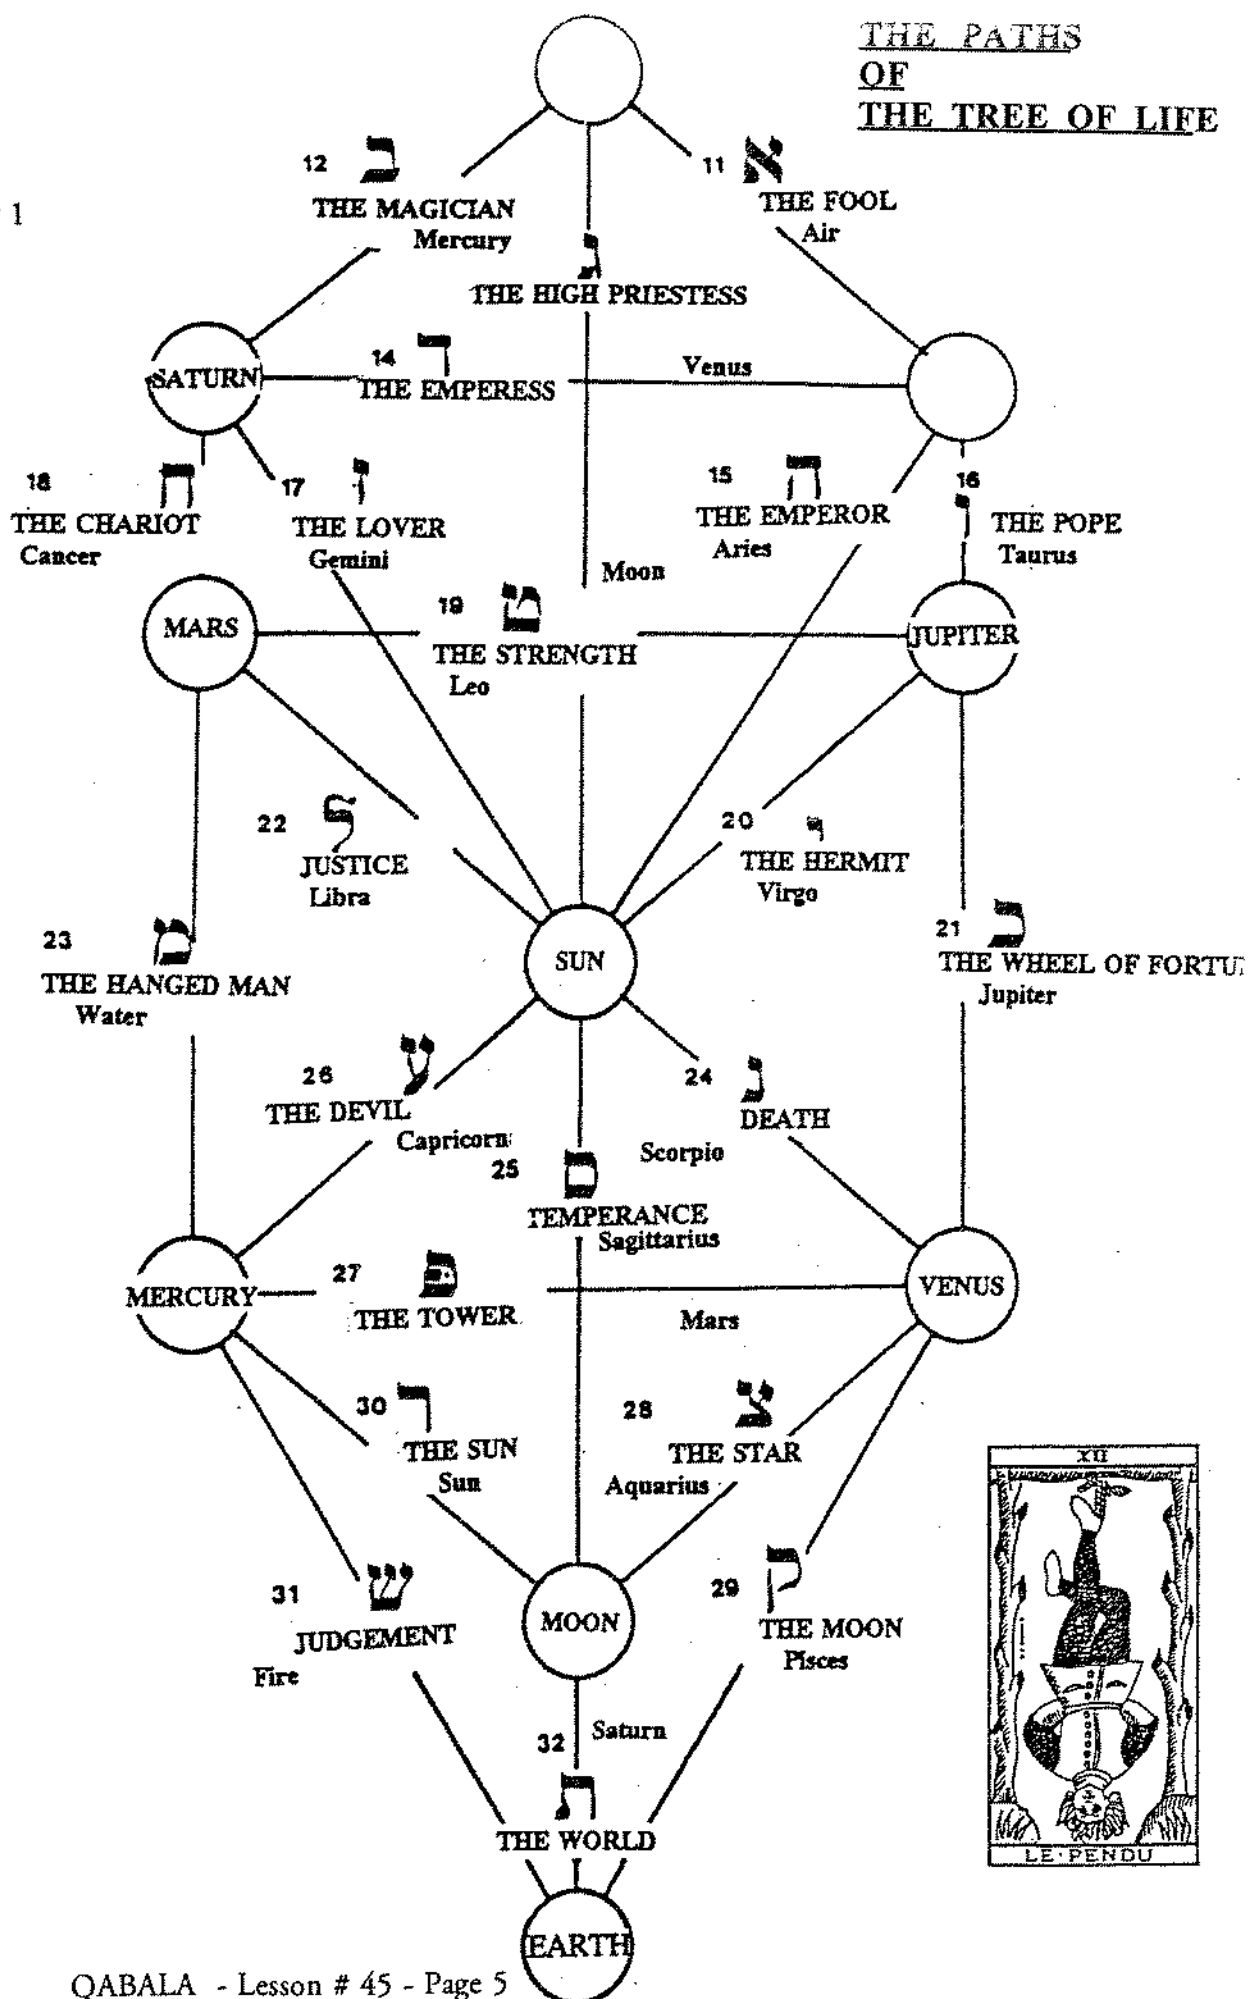 THE PATHS
OF
THE TREE OF LIFE
12 ב
THE MAGICIAN
Mercury
11 א
THE FOOL
Air
1
ג
THE HIGH PRIESTESS
SATURN
14 ד
THE EMPERESS
Venus
18 ח
THE CHARIOT
Cancer
17 ז
THE LOVER
Gemini
15 ה
THE EMPEROR
Aries
16 ו
THE POPE
Taurus
Moon
MARS
19 ט
THE STRENGTH
Leo
JUPITER
22 ל
JUSTICE
Libra
20 י
THE HERMIT
Virgo
23 מ
THE HANGED MAN
Water
SUN
21 כ
THE WHEEL OF FORTU
Jupiter
26 ע
THE DEVIL
Capricorn
24 נ
DEATH
Scorpio
25 ס
TEMPERANCE
Sagittarius
MERCURY
27 פ
THE TOWER
Mars
VENUS
30 ר
THE SUN
Sun
28 צ
THE STAR
Aquarius
31 ש
JUDGEMENT
Fire
MOON
29 ק
THE MOON
Pisces
32 Saturn
ת
THE WORLD
EARTH
XII
LE·PENDU
QABALA - Lesson # 45 - Page 5